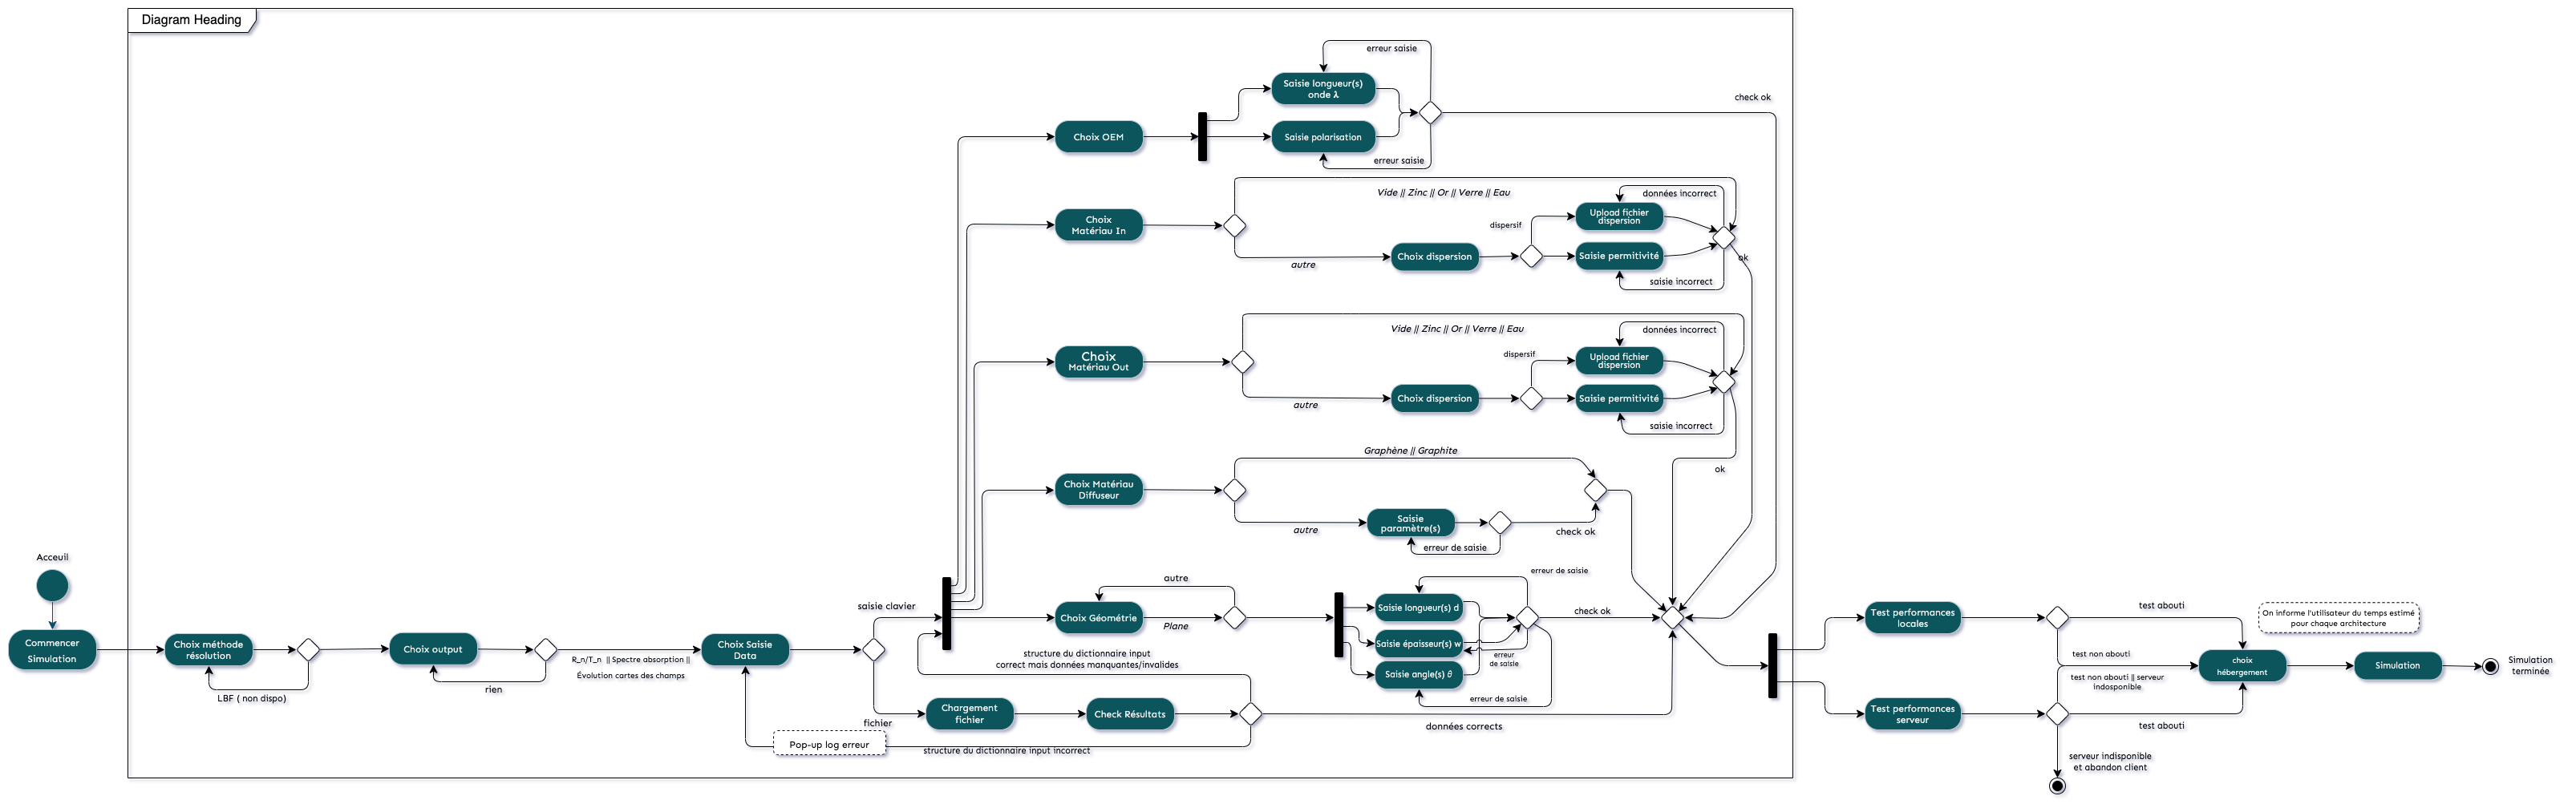 Diagram Heading
erreur saisie
Saisie longueur(s)
onde λ
check ok
Choix OEM
Saisie polarisation
erreur saisie
Vide || Zinc || Or || Verre || Eau
données incorrect
Choix
Matériau In
dispersif
Upload fichier
dispersion
autre
Choix dispersion
Saisie permitivité
ok
saisie incorrect
Vide || Zinc || Or || Verre || Eau
données incorrect
Choix
Matériau Out
dispersif
Upload fichier
dispersion
autre
Choix dispersion
Saisie permitivité
saisie incorrect
Graphène || Graphite
ok
Choix Matériau
Diffuseur
autre
Saisie
paramètre(s)
check ok
erreur de saisie
Acceuil
Commencer
Simulation
Choix méthode
résolution
LBF ( non dispo)
Choix output
rien
R_n/T_n || Spectre absorption ||
Évolution cartes des champs
Choix Saisie
Data
saisie clavier
fichier
autre
Choix Géométrie
Plane
erreur de saisie
Saisie longueur(s) d
check ok
Saisie épaisseur(s) w
erreur
de saisie
Saisie angle(s) θ
erreur de saisie
structure du dictionnaire input
correct mais données manquantes/invalides
Chargement
fichier
Check Résultats
données corrects
Pop-up log erreur
structure du dictionnaire input incorrect
Test performances
locales
test abouti
On informe l'utilisateur du temps estimé
pour chaque architecture
test non abouti
choix
hébergement
Simulation
Simulation
terminée
test non abouti || serveur
indosponible
Test performances
serveur
test abouti
serveur indisponible
et abandon client